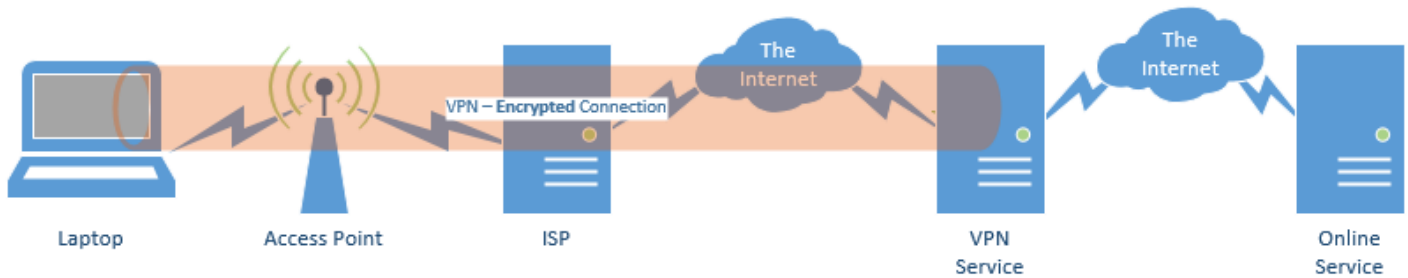 The
Internet
The
Internet
VPN – Encrypted Connection
Laptop
Access Point
ISP
VPN
Service
Online
Service